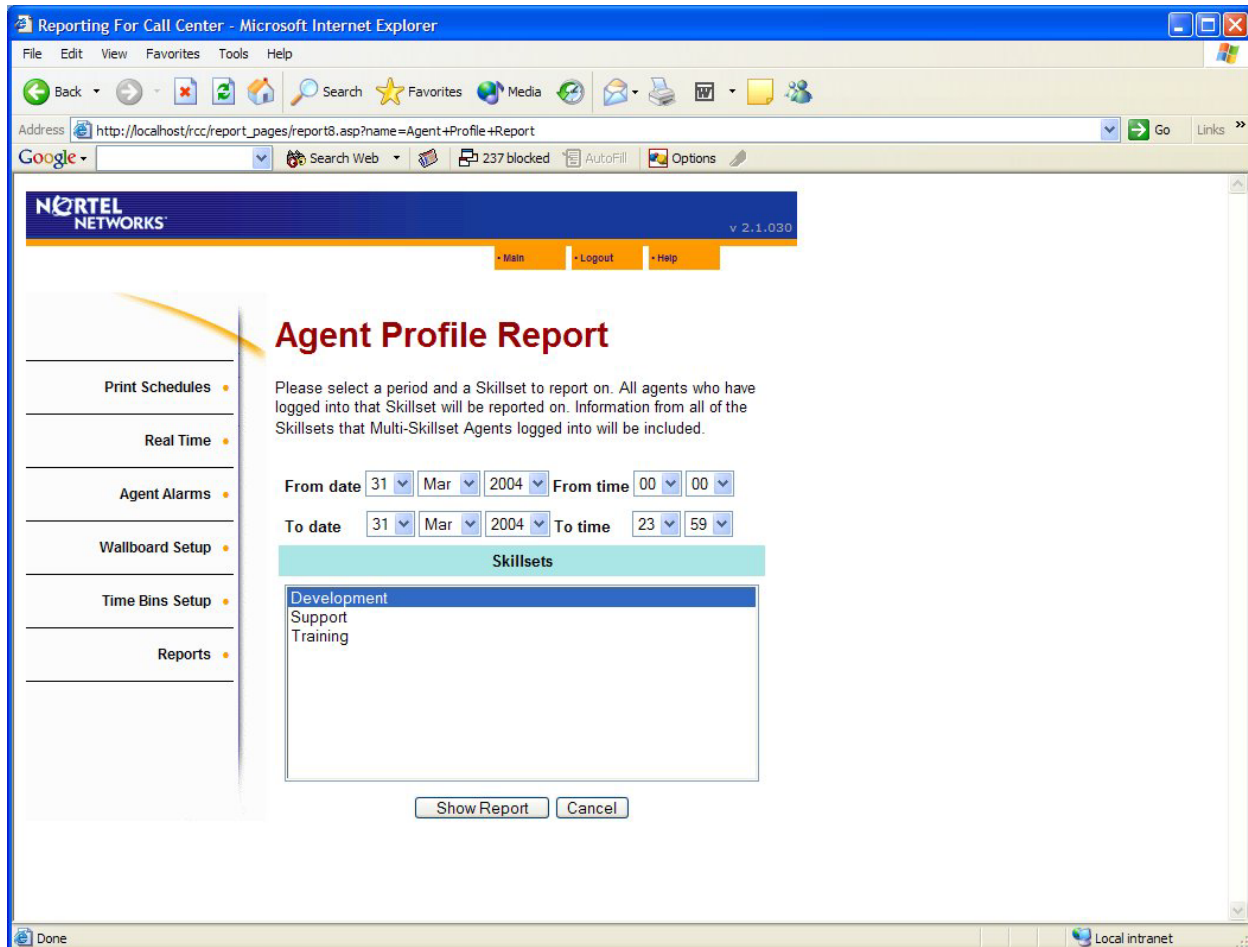 Reporting For Call Center - Microsoft Internet Explorer
File Edit View Favorites Tools Help
Back Search Favorites Media
Address http://localhost/rcc/report_pages/report8.asp?name=Agent+Profile+Report Go Links »
Google Search Web 237 blocked AutoFill Options
NORTEL
NETWORKS
v 2.1.030
• Main • Logout • Help
Agent Profile Report
Please select a period and a Skillset to report on. All agents who have
logged into that Skillset will be reported on. Information from all of the
Skillsets that Multi-Skillset Agents logged into will be included.
Print Schedules •
Real Time •
Agent Alarms •
Wallboard Setup •
Time Bins Setup •
Reports •
From date 31 Mar 2004 From time 00 00
To date 31 Mar 2004 To time 23 59
Skillsets
Development
Support
Training
Show Report Cancel
Done Local intranet